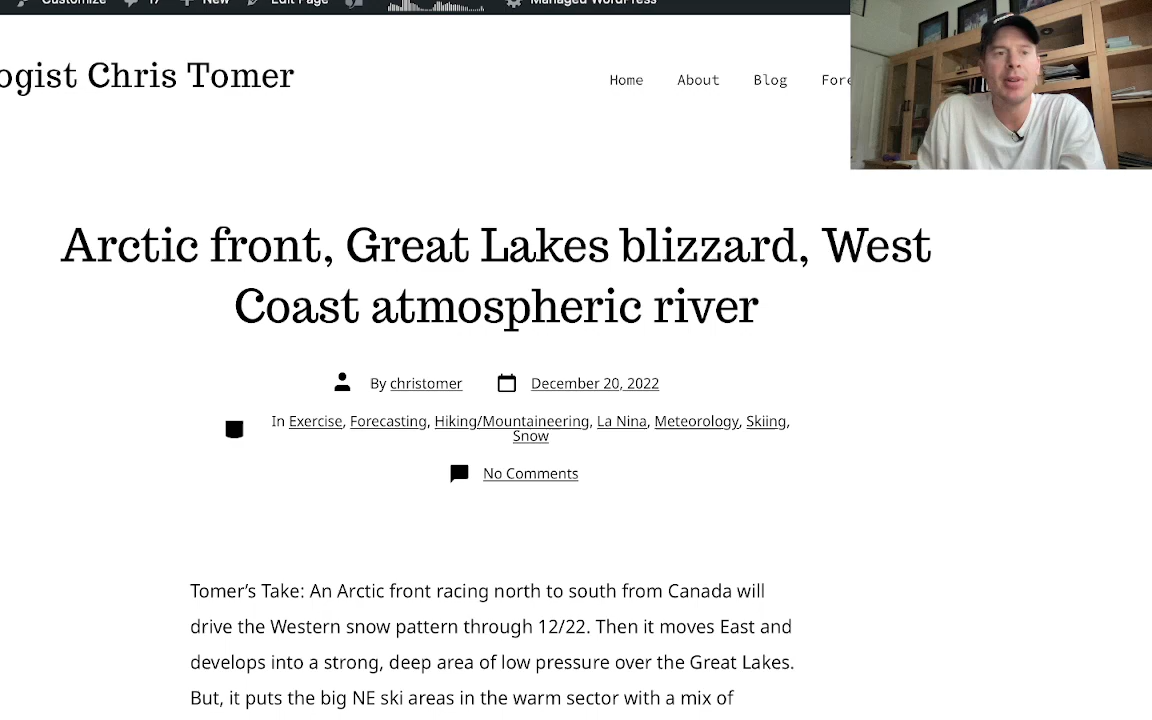 Customize 17 New Edit Page Managed WordPress
ogist Chris Tomer
Home About Blog Fore
Arctic front, Great Lakes blizzard, West
Coast atmospheric river
By christomer December 20, 2022
In Exercise, Forecasting, Hiking/Mountaineering, La Nina, Meteorology, Skiing,
Snow
No Comments
Tomer’s Take: An Arctic front racing north to south from Canada will
drive the Western snow pattern through 12/22. Then it moves East and
develops into a strong, deep area of low pressure over the Great Lakes.
But, it puts the big NE ski areas in the warm sector with a mix of